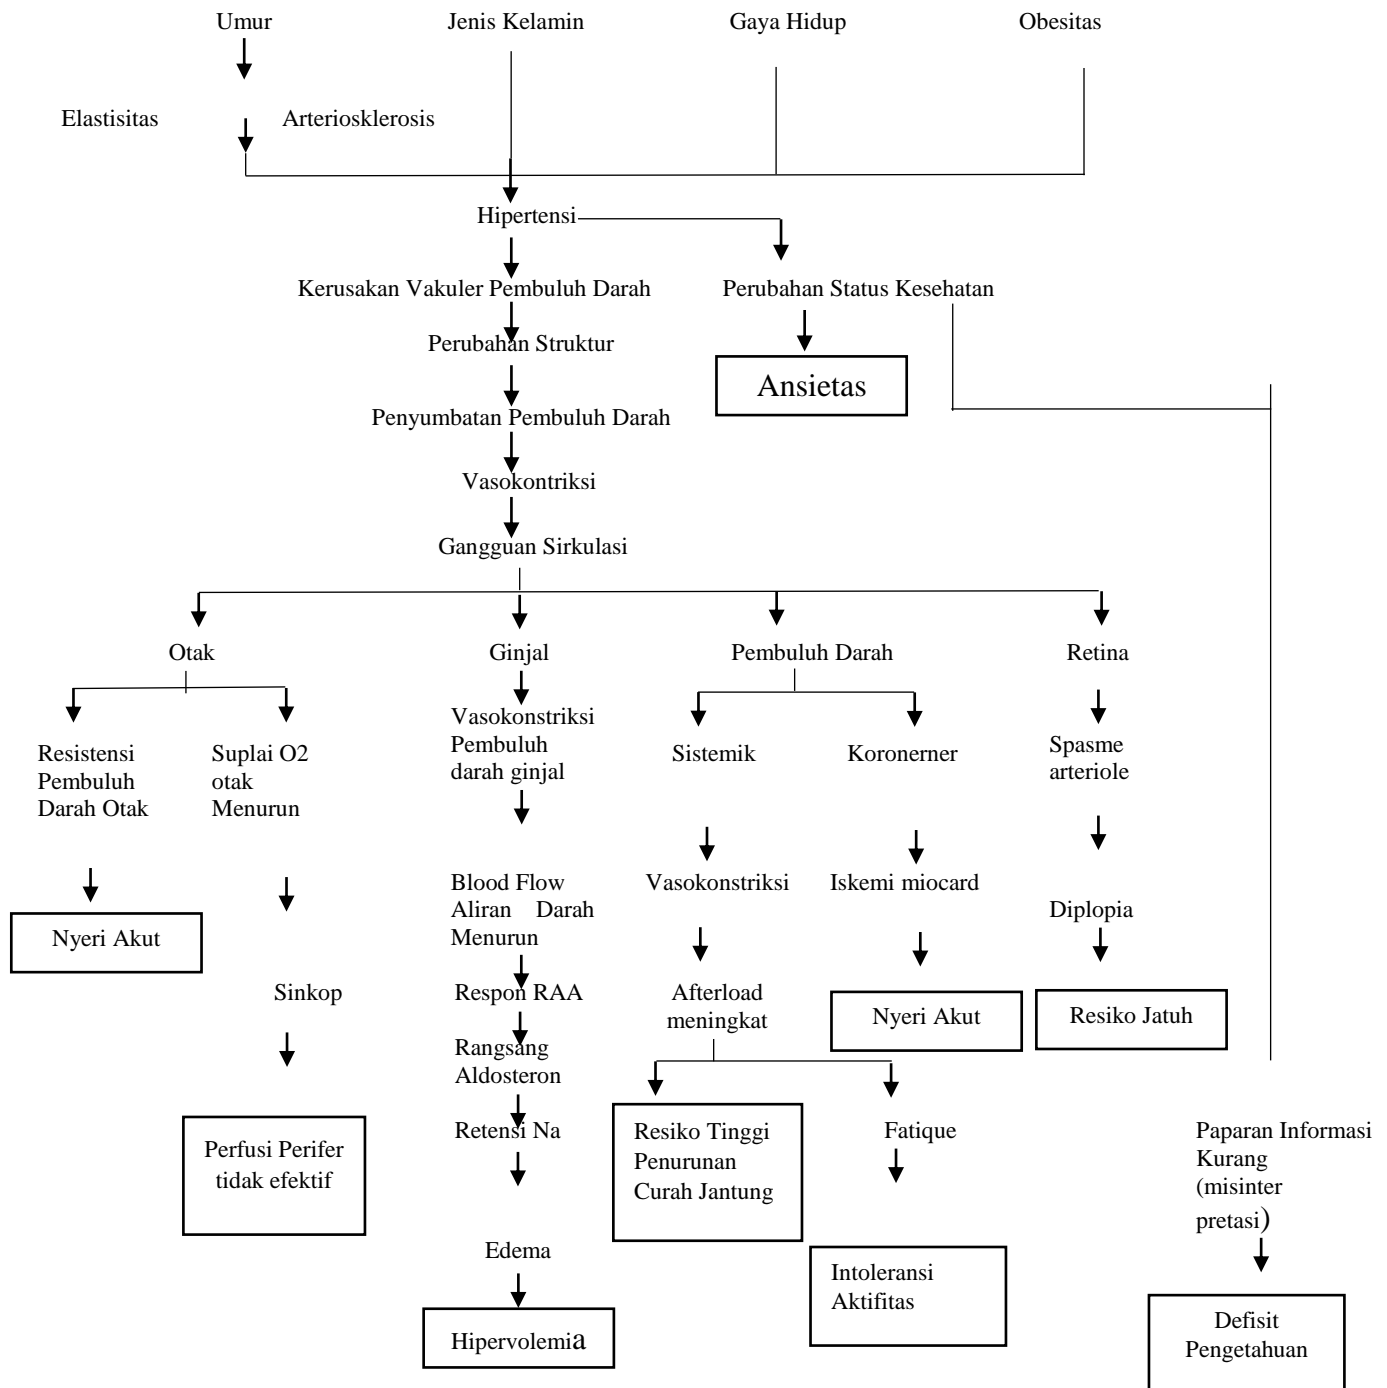 Umur
Jenis Kelamin
Gaya Hidup
Obesitas
Elastisitas
Arteriosklerosis
Hipertensi
Kerusakan Vakuler Pembuluh Darah
Perubahan Status Kesehatan
Perubahan Struktur
Ansietas
Penyumbatan Pembuluh Darah
Vasokontriksi
Gangguan Sirkulasi
Otak
Ginjal
Pembuluh Darah
Retina
Resistensi
Pembuluh
Darah Otak
Suplai O2
otak
Menurun
Vasokonstriksi
Pembuluh
darah ginjal
Sistemik
Koronerner
Spasme
arteriole
Nyeri Akut
Blood Flow
Aliran Darah
Menurun
Vasokonstriksi
Iskemi miocard
Diplopia
Sinkop
Respon RAA
Afterload
meningkat
Nyeri Akut
Resiko Jatuh
Rangsang
Aldosteron
Perfusi Perifer
tidak efektif
Retensi Na
Resiko Tinggi
Penurunan
Curah Jantung
Fatique
Paparan Informasi
Kurang
(misinter
pretasi)
Edema
Intoleransi
Aktifitas
Hipervolemia
Defisit
Pengetahuan